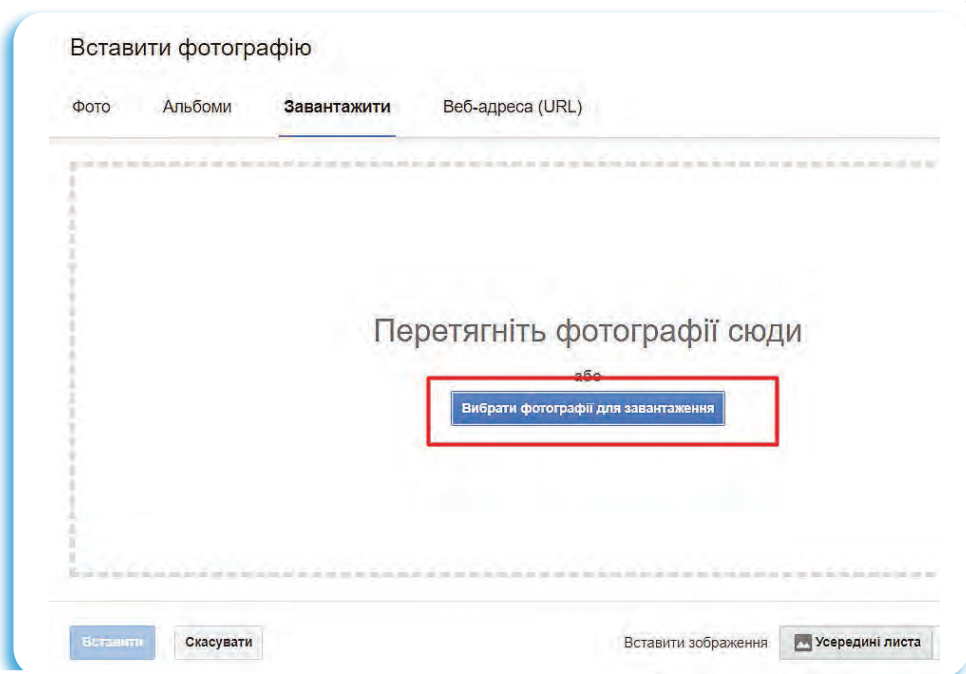 Вставити фотографію
Фото Альбоми Завантажити Веб-адреса (URL)
Перетягніть фотографії сюди
або
Вибрати фотографії для завантаження
Вставити Скасувати Вставити зображення Усередині листа